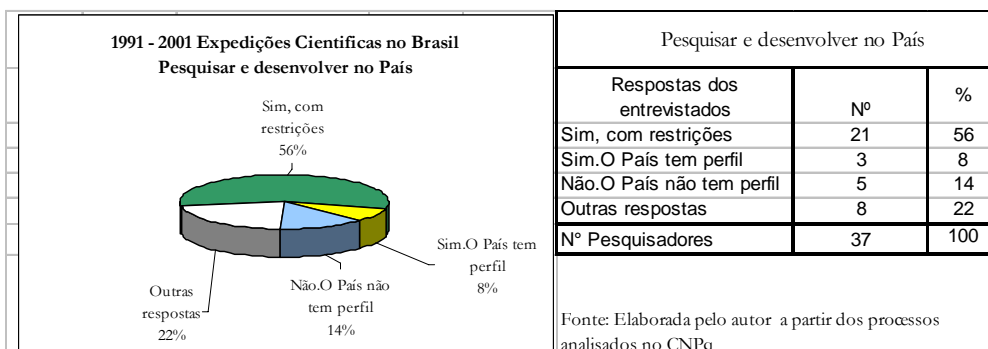 1991 - 2001 Expedições Cientificas no Brasil
Pesquisar e desenvolver no País
Sim, com
restrições
56%
Sim.O País tem
perfil
8%
Não.O País não
tem perfil
14%
Outras
respostas
22%
Pesquisar e desenvolver no País
Respostas dos
entrevistados Nº %
Sim, com restrições 21 56
Sim.O País tem perfil 3 8
Não.O País não tem perfil 5 14
Outras respostas 8 22
N° Pesquisadores 37 100
Fonte: Elaborada pelo autor a partir dos processos
analisados no CNPq